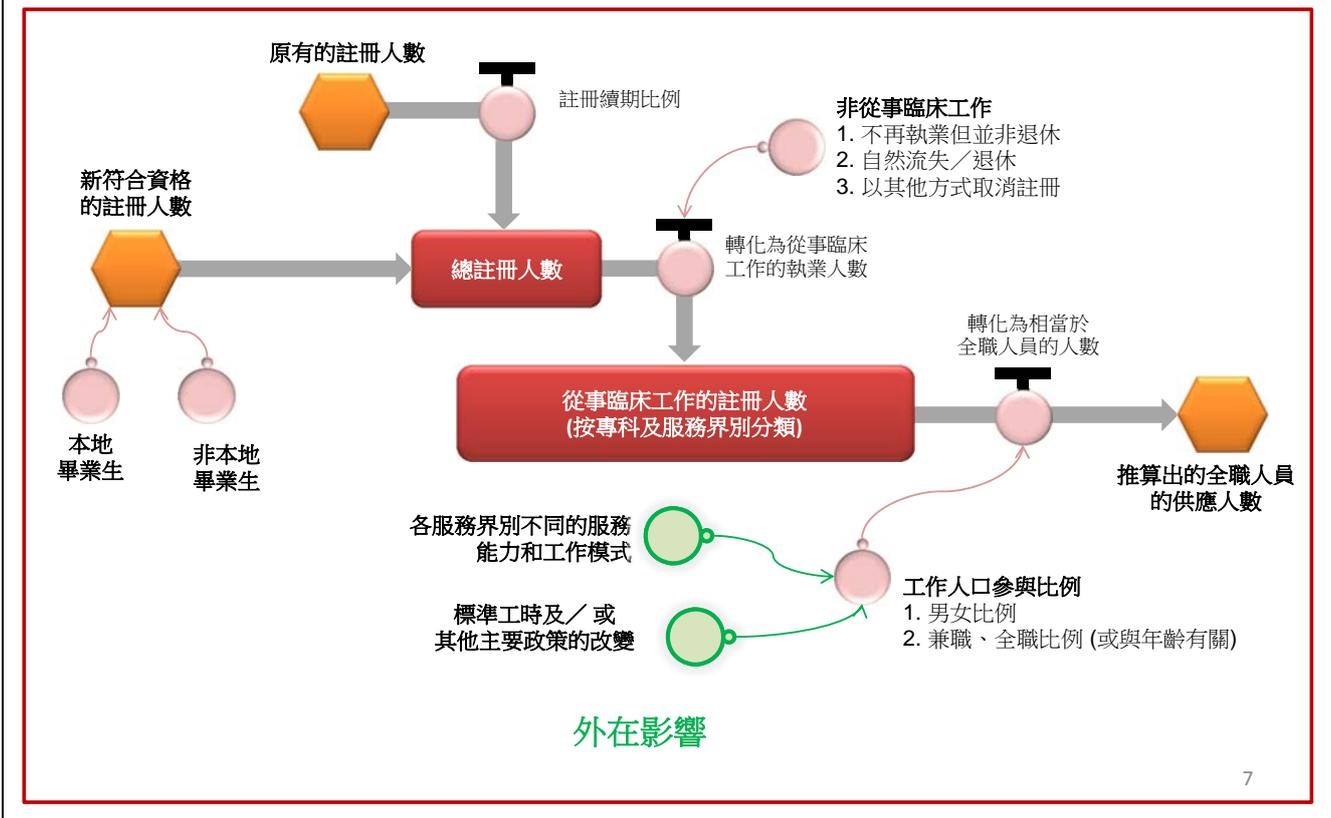 原有的註冊人數
註冊續期比例
非從事臨床工作
1. 不再執業但並非退休
2. 自然流失／退休
3. 以其他方式取消註冊
新符合資格
的註冊人數
總註冊人數
轉化為從事臨床
工作的執業人數
轉化為相當於
全職人員的人數
從事臨床工作的註冊人數
(按專科及服務界別分類)
本地
畢業生
非本地
畢業生
推算出的全職人員
的供應人數
各服務界別不同的服務
能力和工作模式
標準工時及／ 或
其他主要政策的改變
工作人口參與比例
1. 男女比例
2. 兼職、全職比例 (或與年齡有關)
外在影響
7